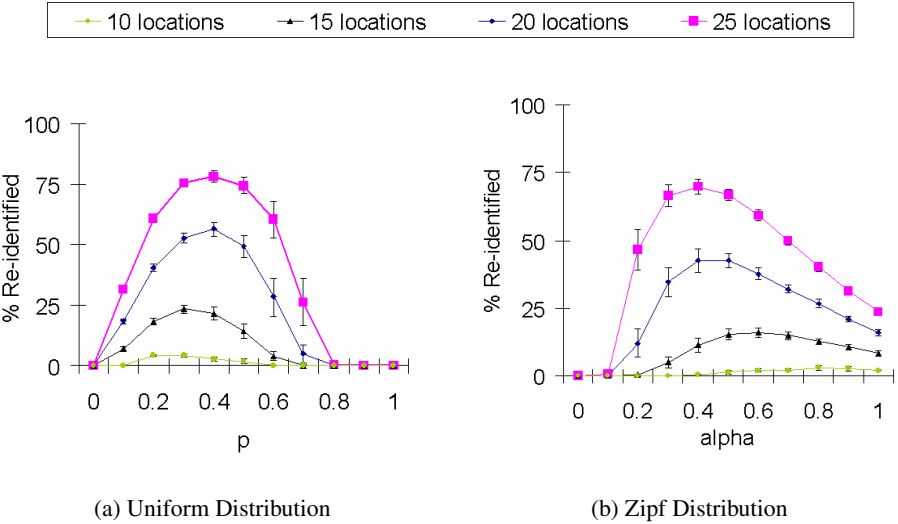 10 locations 15 locations 20 locations 25 locations
100
75
50
25
0
% Re-identified
0 0.2 0.4 0.6 0.8 1
p
(a) Uniform Distribution
100
75
50
25
0
% Re-identified
0 0.2 0.4 0.6 0.8 1
alpha
(b) Zipf Distribution